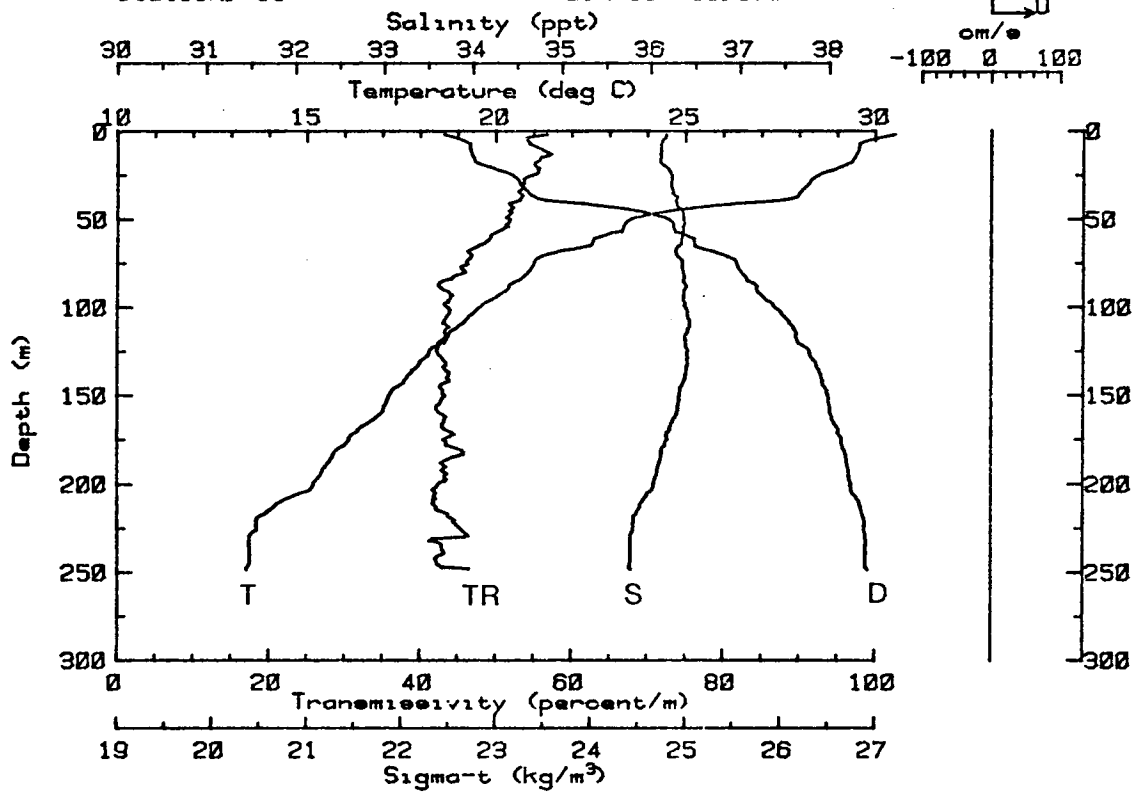 Salinity (ppt)
30 31 32 33 34 35 36 37 38
cm/s
-100 0 100
Temperature (deg C)
10 15 20 25 30
0 0
50 50
100 100
Depth (m)
150 150
200 200
250 250
T TR S D
300 300
0 20 40 60 80 100
Transmissivity (percent/m)
19 20 21 22 23 24 25 26 27
Sigma-t (kg/m³)